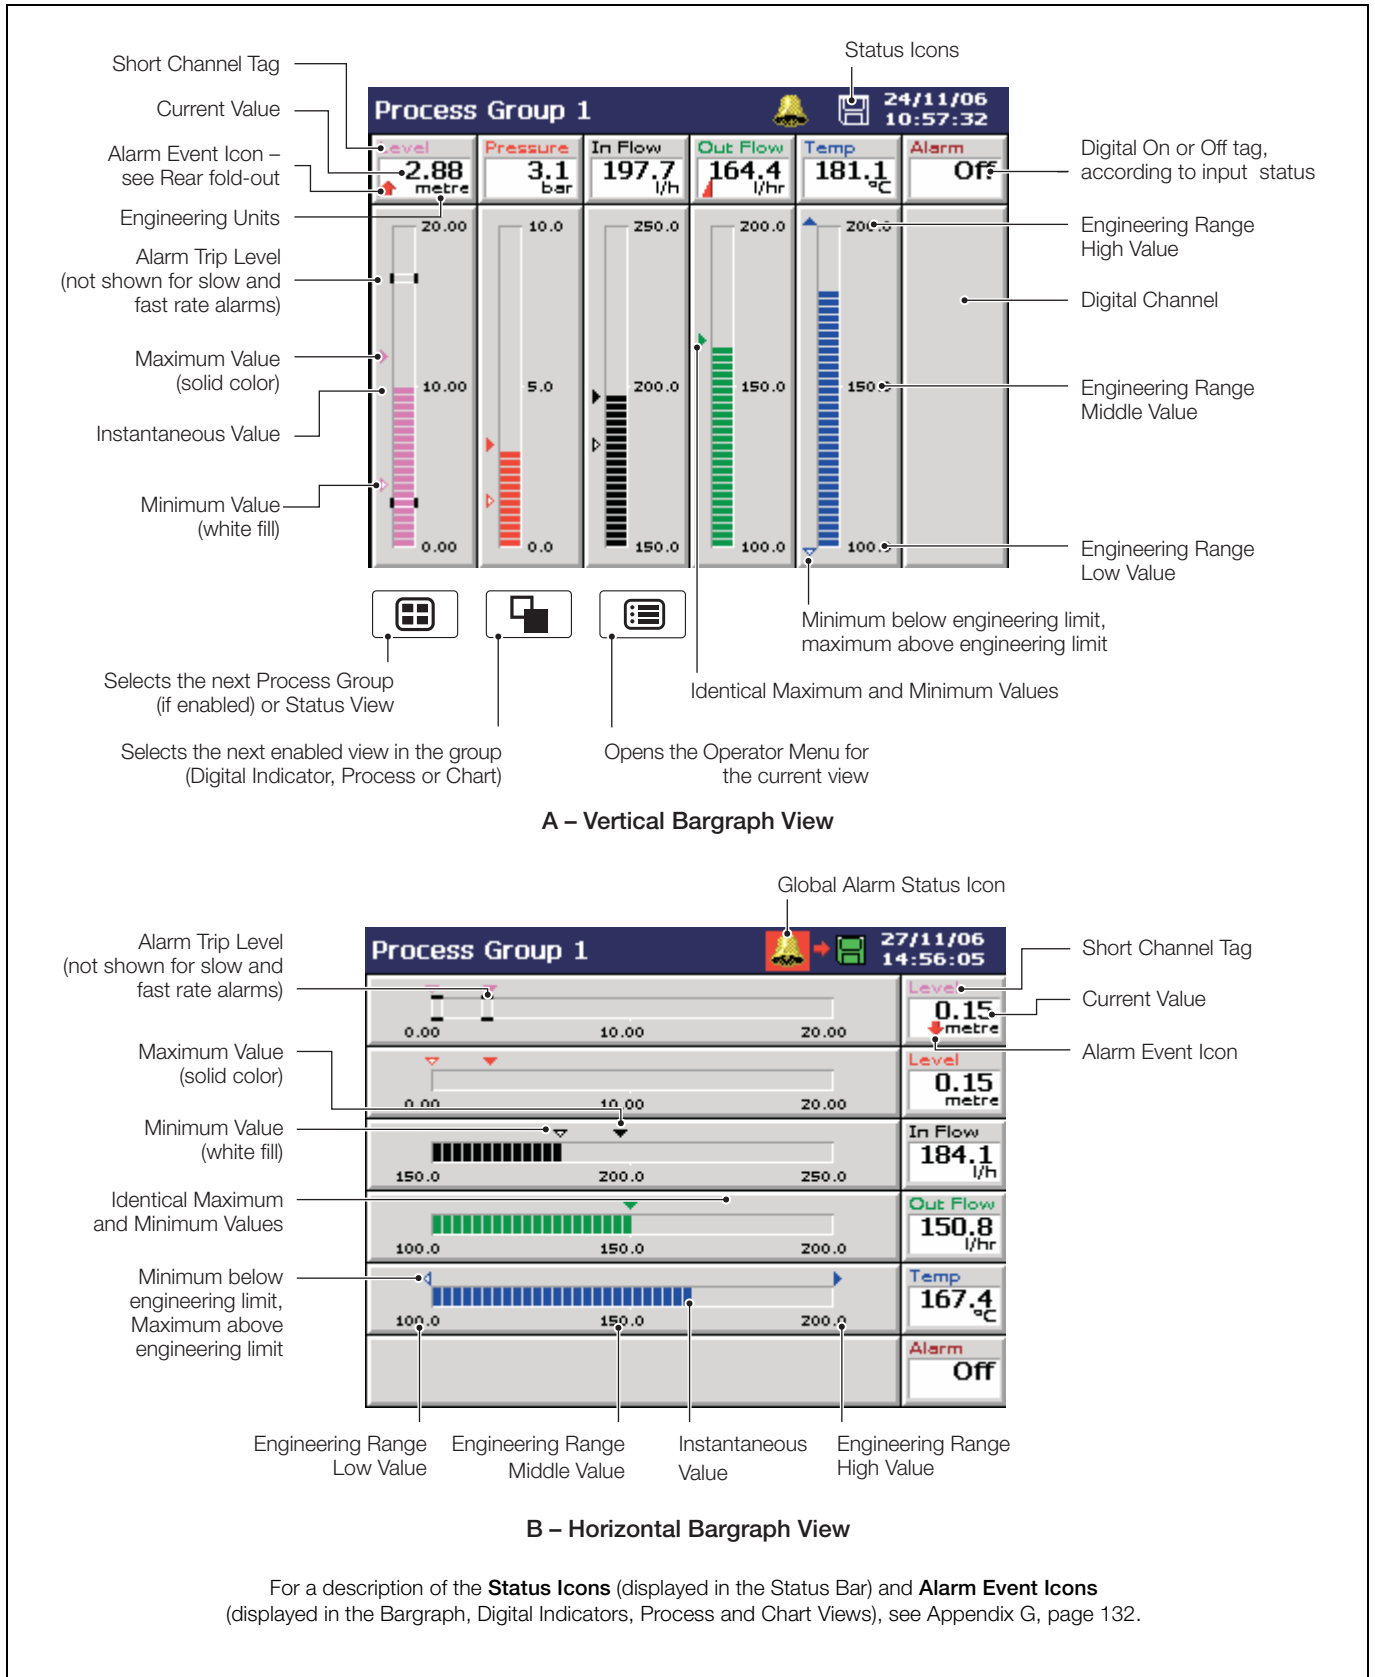 Status Icons
Short Channel Tag
Current Value
Alarm Event Icon –
see Rear fold-out
Engineering Units
Alarm Trip Level
(not shown for slow and
fast rate alarms)
Maximum Value
(solid color)
Instantaneous Value
Minimum Value
(white fill)
Process Group 1
24/11/06
10:57:32
Level
2.88
metre
Pressure
3.1
bar
In Flow
197.7
l/h
Out Flow
164.4
l/hr
Temp
181.1
°C
Alarm
Off
20.00
10.0
250.0
200.0
200.0
10.00
5.0
200.0
150.0
150.0
0.00
0.0
150.0
100.0
100.0
Digital On or Off tag,
according to input status
Engineering Range
High Value
Digital Channel
Engineering Range
Middle Value
Engineering Range
Low Value
Minimum below engineering limit,
maximum above engineering limit
Identical Maximum and Minimum Values
Selects the next Process Group
(if enabled) or Status View
Selects the next enabled view in the group
(Digital Indicator, Process or Chart)
Opens the Operator Menu for
the current view
A – Vertical Bargraph View
Global Alarm Status Icon
Alarm Trip Level
(not shown for slow and
fast rate alarms)
Maximum Value
(solid color)
Minimum Value
(white fill)
Identical Maximum
and Minimum Values
Minimum below
engineering limit,
Maximum above
engineering limit
Process Group 1
27/11/06
14:56:05
0.00
10.00
20.00
Level
0.15
metre
0.00
10.00
20.00
Level
0.15
metre
150.0
200.0
250.0
In Flow
184.1
l/h
100.0
150.0
200.0
Out Flow
150.8
l/hr
100.0
150.0
200.0
Temp
167.4
°C
Alarm
Off
Short Channel Tag
Current Value
Alarm Event Icon
Engineering Range
Low Value
Engineering Range
Middle Value
Instantaneous
Value
Engineering Range
High Value
B – Horizontal Bargraph View
For a description of the Status Icons (displayed in the Status Bar) and Alarm Event Icons
(displayed in the Bargraph, Digital Indicators, Process and Chart Views), see Appendix G, page 132.